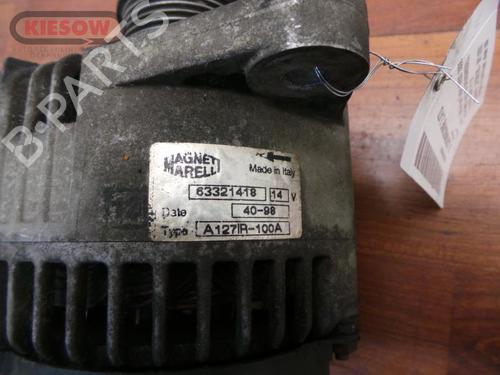 KIESOW
B-PARTS
MAGNETI
MARELLI
Made in Italy
63321418 14 V
Date 40-98
Type A127IR-100A